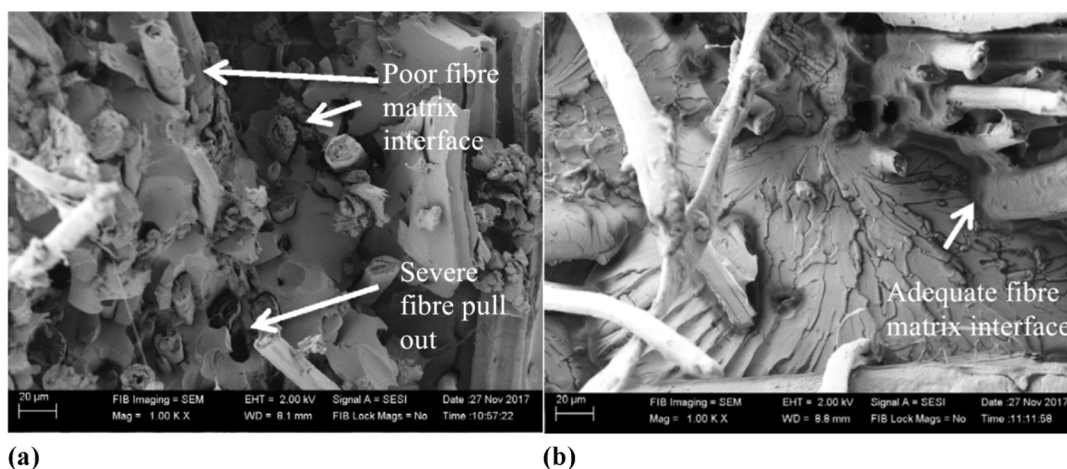 Poor fibre
matrix
interface
Severe
fibre pull
out
20 µm
FIB Imaging = SEM
EHT = 2.00 kV
Signal A = SESI
Date :27 Nov 2017
Mag = 1.00 K X
WD = 8.1 mm
FIB Lock Mags = No
Time :10:57:22
(a)
Adequate fibre
matrix interface
20 µm
FIB Imaging = SEM
EHT = 2.00 kV
Signal A = SESI
Date :27 Nov 2017
Mag = 1.00 K X
WD = 8.8 mm
FIB Lock Mags = No
Time :11:11:58
(b)